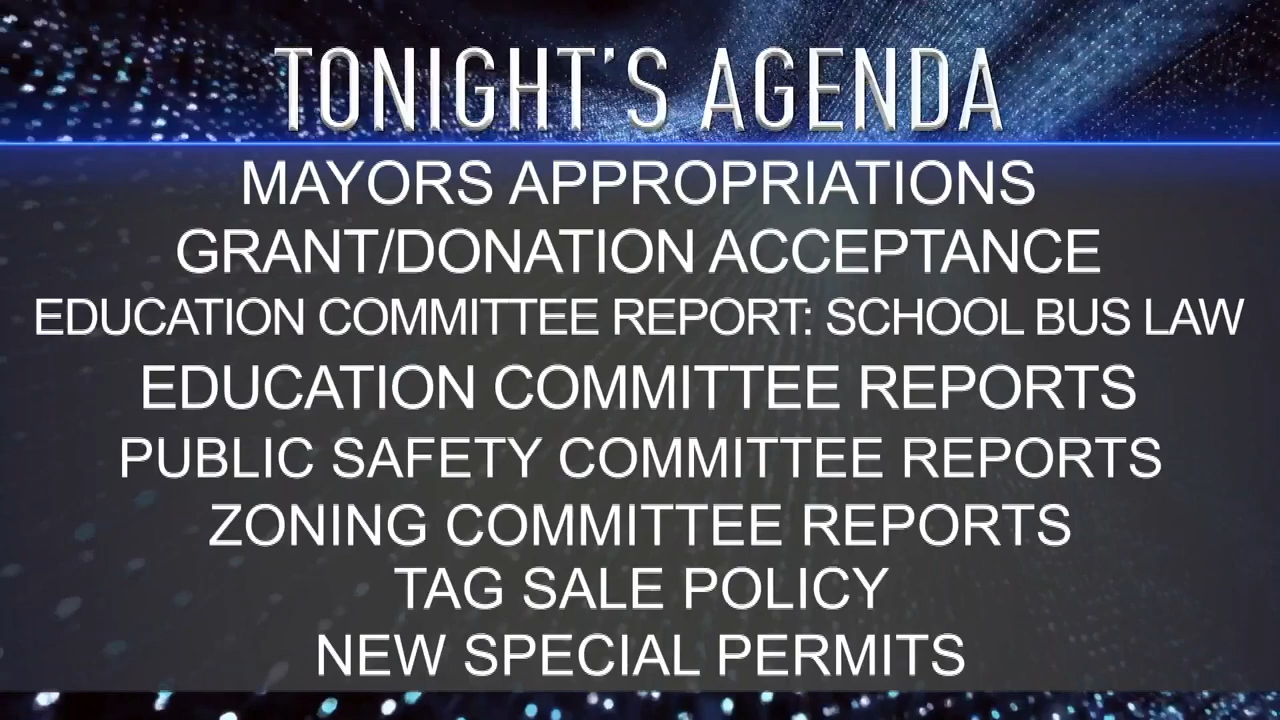 TONIGHT'S AGENDA
MAYORS APPROPRIATIONS
GRANT/DONATION ACCEPTANCE
EDUCATION COMMITTEE REPORT: SCHOOL BUS LAW
EDUCATION COMMITTEE REPORTS
PUBLIC SAFETY COMMITTEE REPORTS
ZONING COMMITTEE REPORTS
TAG SALE POLICY
NEW SPECIAL PERMITS